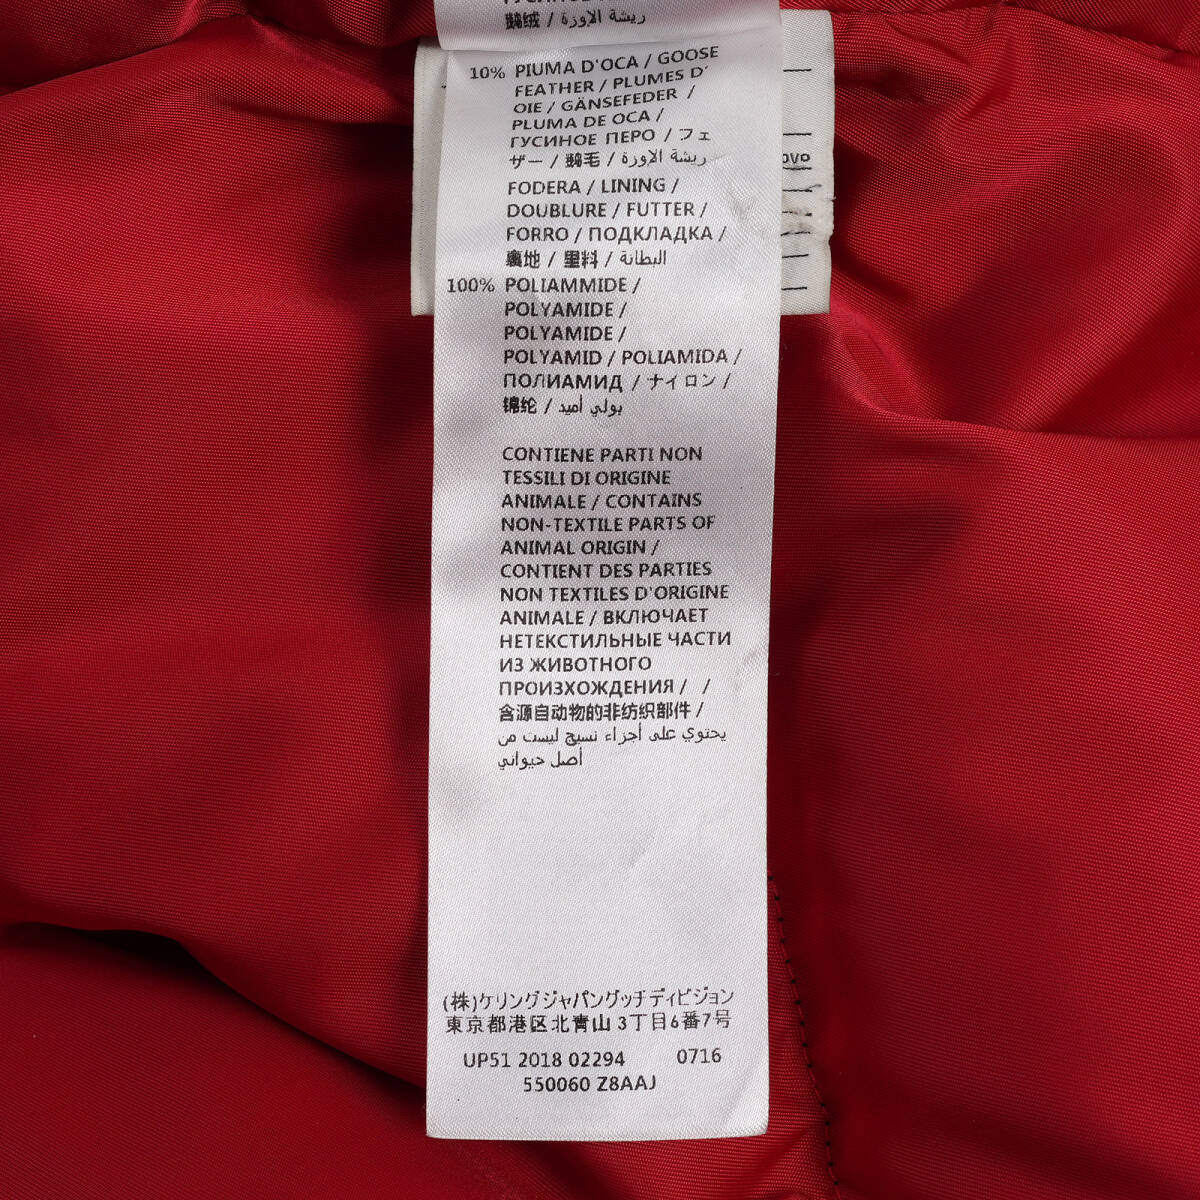 鹅绒 / ريشة الاوزة
10% PIUMA D'OCA / GOOSE
FEATHER / PLUMES D'
OIE / GÄNSEFEDER /
PLUMA DE OCA /
ГУСИНОЕ ПЕРО / フェ
ザー / 鹅毛 / ريشة الاوزة
FODERA / LINING /
DOUBLURE / FUTTER /
FORRO / ПОДКЛАДКА /
裏地 / 里料 / البطانة
100% POLIAMMIDE /
POLYAMIDE /
POLYAMIDE /
POLYAMID / POLIAMIDA /
ПОЛИАМИД / ナイロン /
锦纶 / بولي أميد
CONTIENE PARTI NON
TESSILI DI ORIGINE
ANIMALE / CONTAINS
NON-TEXTILE PARTS OF
ANIMAL ORIGIN /
CONTIENT DES PARTIES
NON TEXTILES D'ORIGINE
ANIMALE / ВКЛЮЧАЕТ
НЕТЕКСТИЛЬНЫЕ ЧАСТИ
ИЗ ЖИВОТНОГО
ПРОИЗХОЖДЕНИЯ / /
含源自动物的非纺织部件 /
يحتوي على أجزاء نسيج ليست من
أصل حيواني
(株)ケリングジャパングッチディビジョン
東京都港区北青山 3丁目6番7号
UP51 2018 02294 0716
550060 Z8AAJ